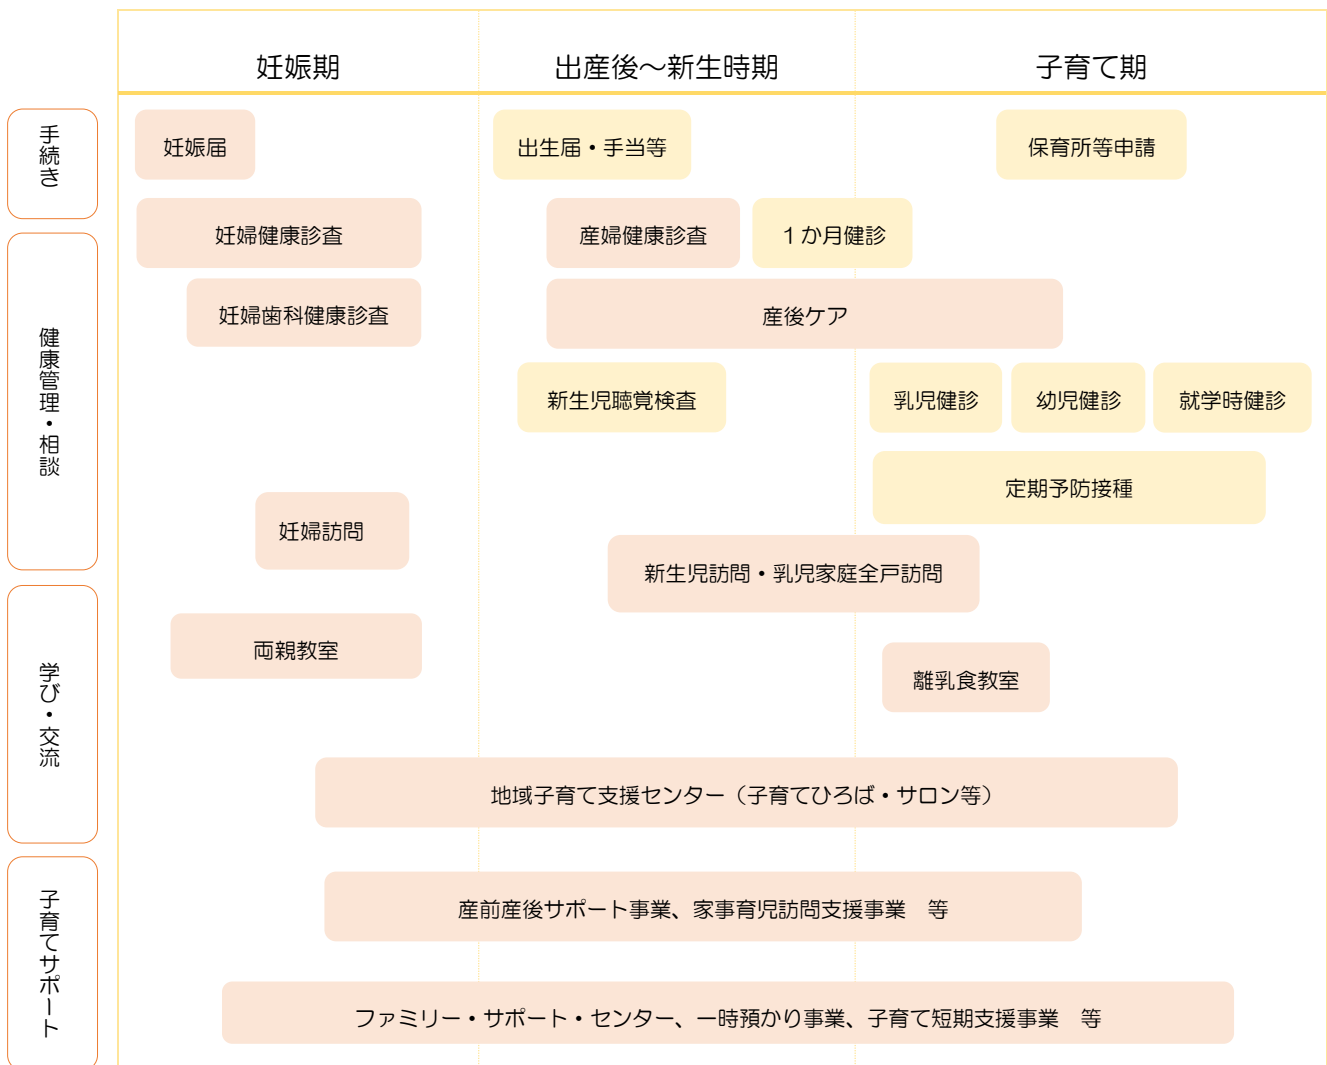 妊娠期
出産後～新生時期
子育て期
手続き
妊娠届
出生届・手当等
保育所等申請
健康管理・相談
妊婦健康診査
産婦健康診査
１か月健診
妊婦歯科健康診査
産後ケア
新生児聴覚検査
乳児健診
幼児健診
就学時健診
定期予防接種
妊婦訪問
新生児訪問・乳児家庭全戸訪問
学び・交流
両親教室
離乳食教室
地域子育て支援センター（子育てひろば・サロン等）
子育てサポート
産前産後サポート事業、家事育児訪問支援事業　等
ファミリー・サポート・センター、一時預かり事業、子育て短期支援事業　等